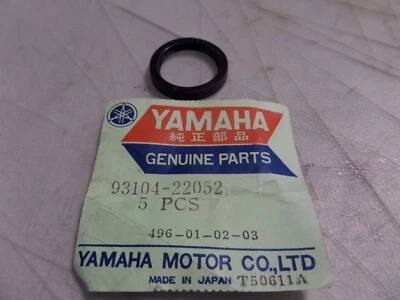 YAMAHA
純正部品
GENUINE PARTS
93104-22052
5 PCS
496-01-02-03
YAMAHA MOTOR CO.,LTD
MADE IN JAPAN T50611A